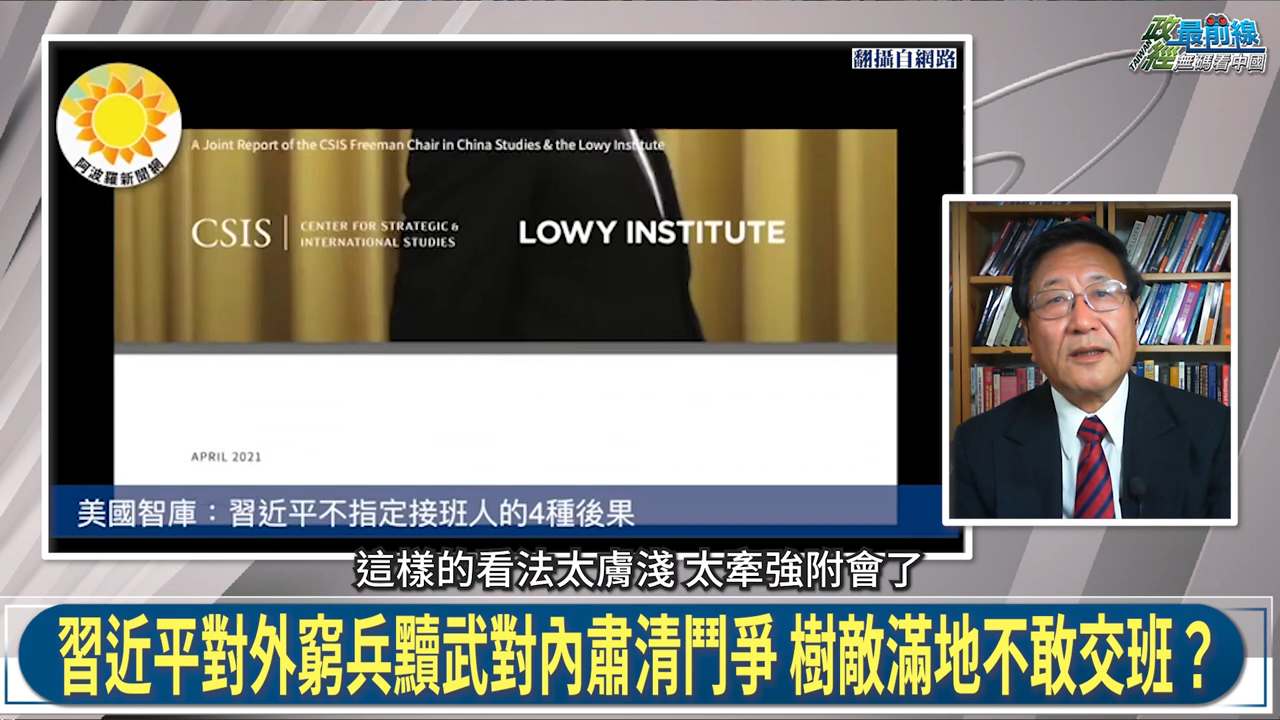 政經最前線
無碼看中國
翻攝自網路
阿波羅新聞網
A Joint Report of the CSIS Freeman Chair in China Studies & the Lowy Institute
CSIS | CENTER FOR STRATEGIC &
INTERNATIONAL STUDIES
LOWY INSTITUTE
APRIL 2021
美國智庫：習近平不指定接班人的4種後果
這樣的看法太膚淺 太牽強附會了
習近平對外窮兵黷武對內肅清鬥爭 樹敵滿地不敢交班？